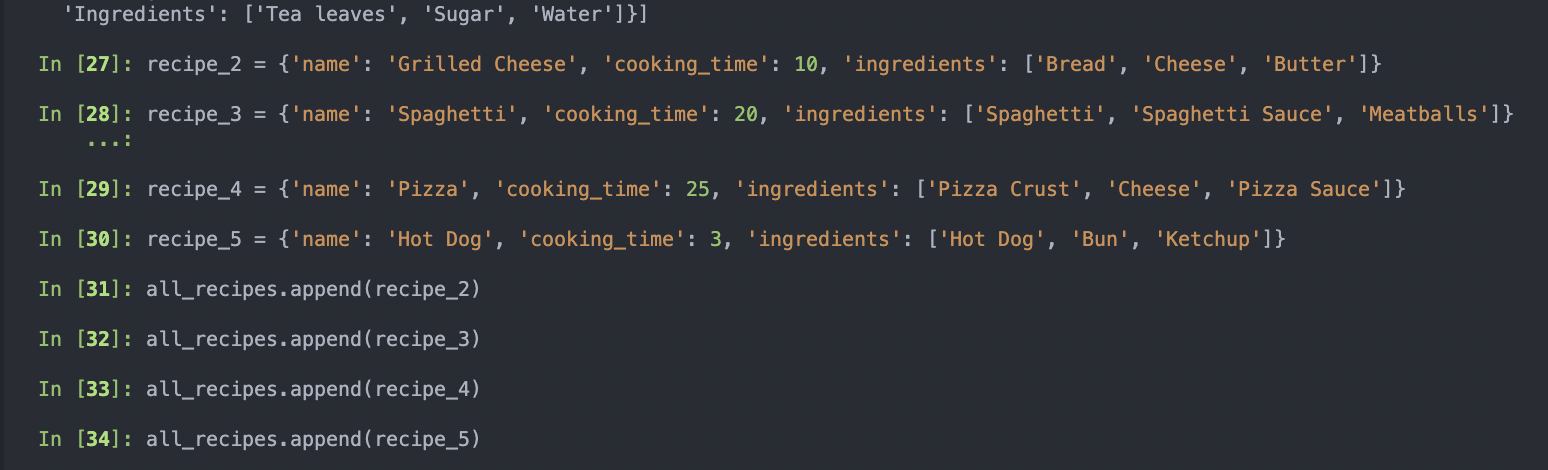 'Ingredients': ['Tea leaves', 'Sugar', 'Water']}]
In [27]: recipe_2 = {'name': 'Grilled Cheese', 'cooking_time': 10, 'ingredients': ['Bread', 'Cheese', 'Butter']}
In [28]: recipe_3 = {'name': 'Spaghetti', 'cooking_time': 20, 'ingredients': ['Spaghetti', 'Spaghetti Sauce', 'Meatballs']}
...:
In [29]: recipe_4 = {'name': 'Pizza', 'cooking_time': 25, 'ingredients': ['Pizza Crust', 'Cheese', 'Pizza Sauce']}
In [30]: recipe_5 = {'name': 'Hot Dog', 'cooking_time': 3, 'ingredients': ['Hot Dog', 'Bun', 'Ketchup']}
In [31]: all_recipes.append(recipe_2)
In [32]: all_recipes.append(recipe_3)
In [33]: all_recipes.append(recipe_4)
In [34]: all_recipes.append(recipe_5)